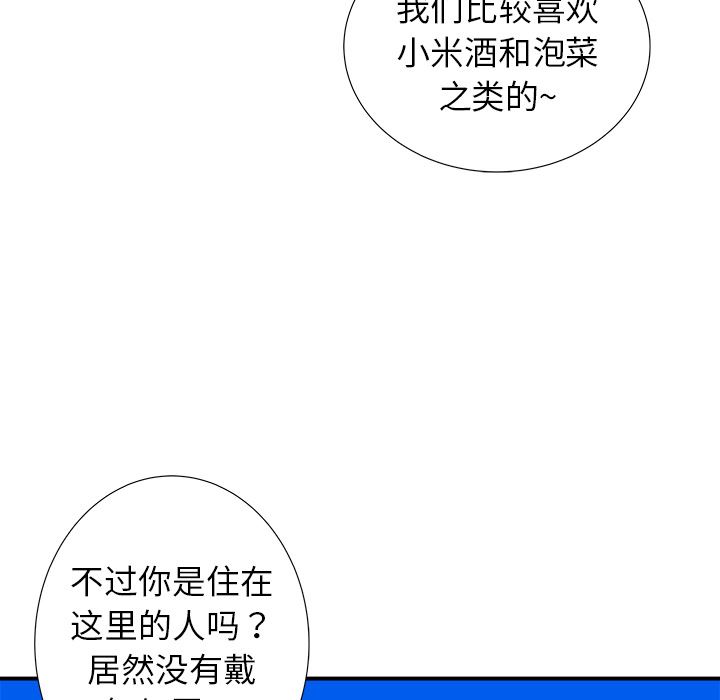 我们比较喜欢
小米酒和泡菜
之类的~
不过你是住在
这里的人吗？
居然没有戴